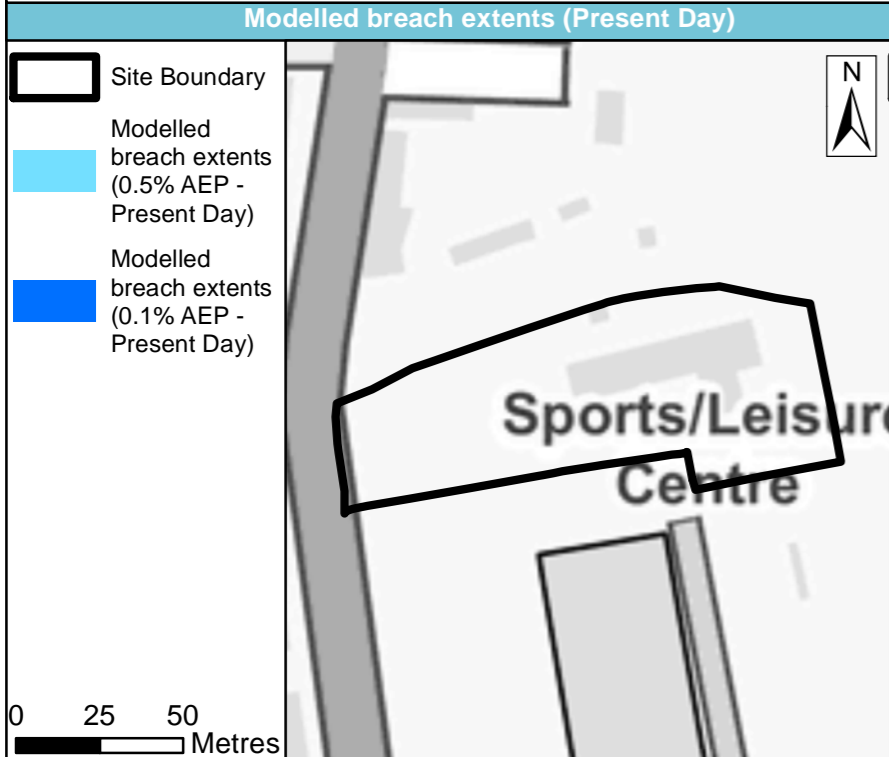 Modelled breach extents (Present Day)
Site Boundary
Modelled
breach extents
(0.5% AEP -
Present Day)
Modelled
breach extents
(0.1% AEP -
Present Day)
0 25 50
Metres
N
Sports/Leisure
Centre